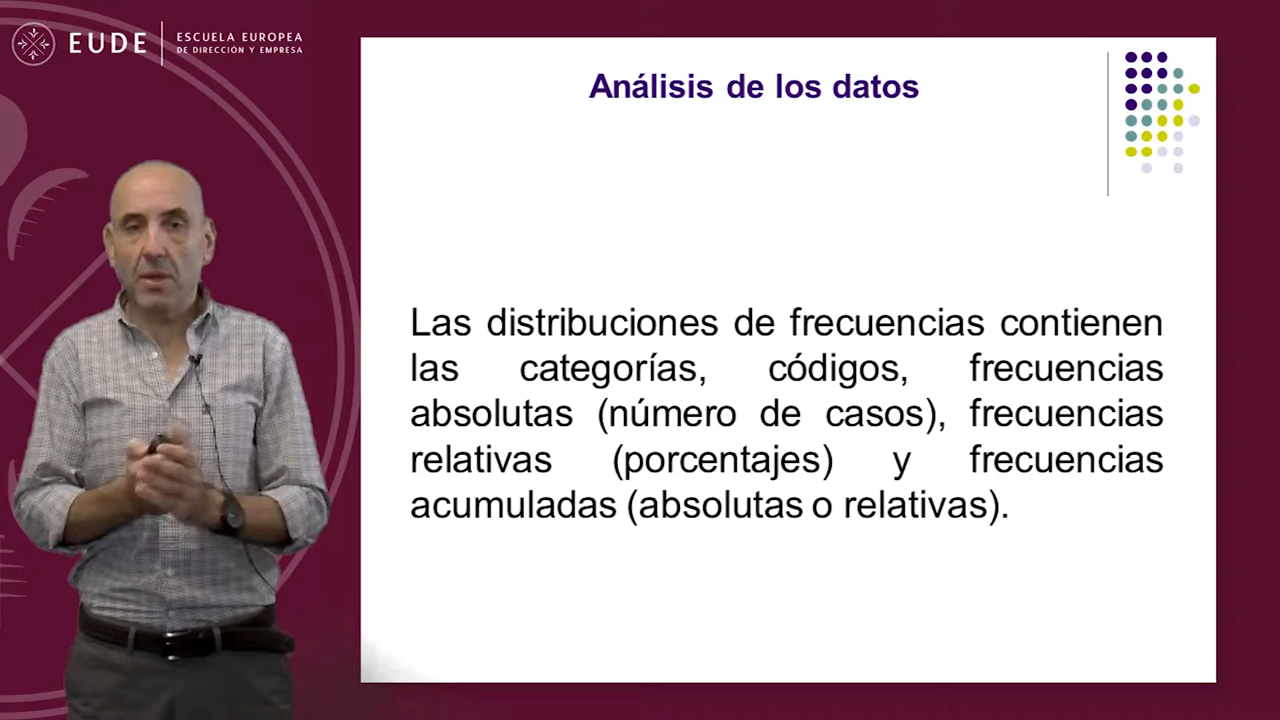 EUDE
ESCUELA EUROPEA
DE DIRECCIÓN Y EMPRESA
Análisis de los datos
Las distribuciones de frecuencias contienen
las categorías, códigos, frecuencias
absolutas (número de casos), frecuencias
relativas (porcentajes) y frecuencias
acumuladas (absolutas o relativas).